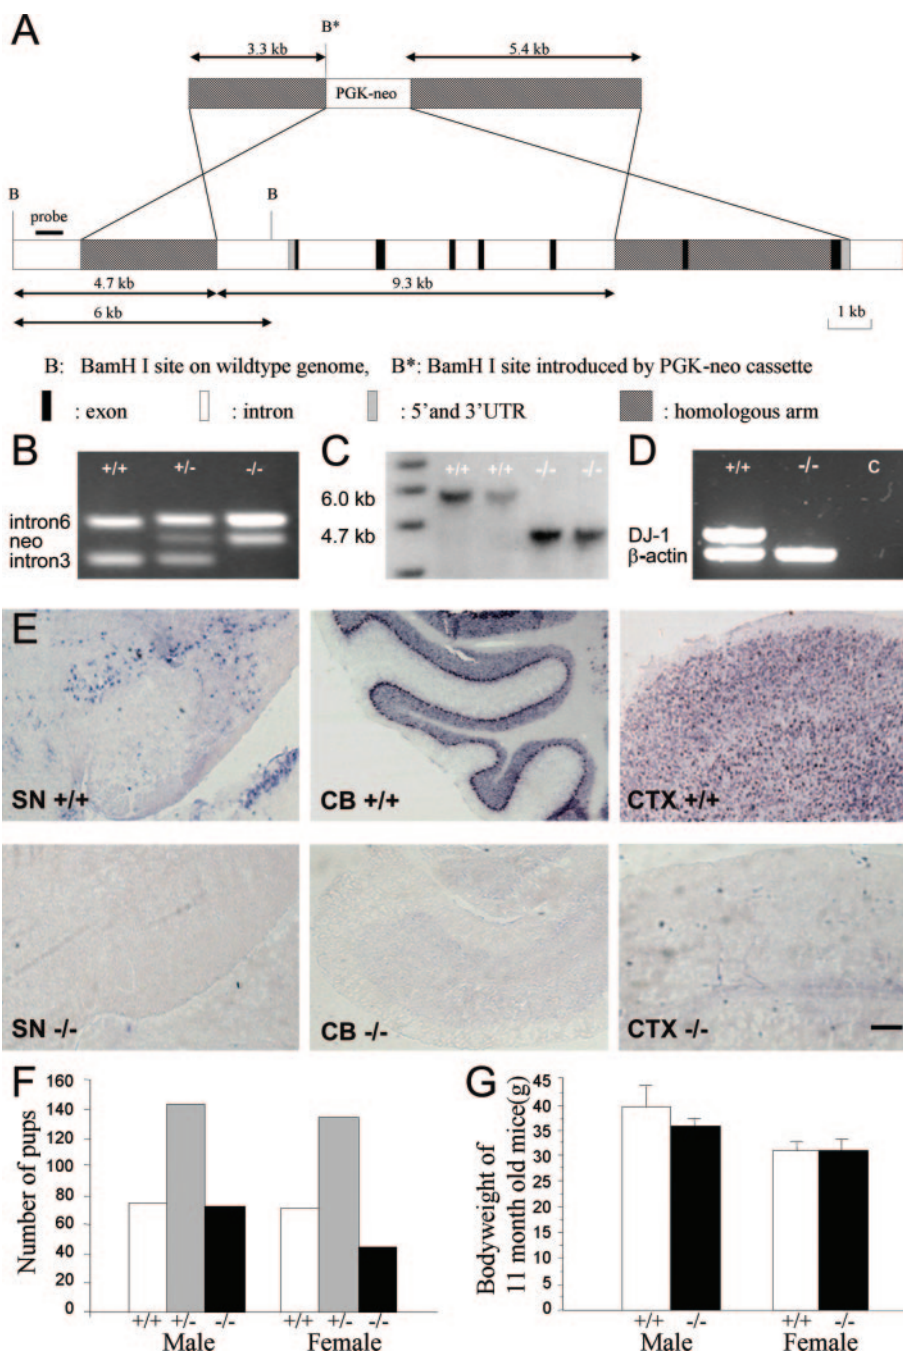 A
B*
3.3 kb
5.4 kb
PGK-neo
B
B
probe
4.7 kb
9.3 kb
6 kb
1 kb
B: BamH I site on wildtype genome, B*: BamH I site introduced by PGK-neo cassette
: exon : intron : 5'and 3'UTR : homologous arm
B
+/+ +/- -/-
intron6
neo
intron3
C
+/+ +/+ -/- -/-
6.0 kb
4.7 kb
D
+/+ -/- C
DJ-1
β-actin
E
SN +/+
CB +/+
CTX +/+
SN -/-
CB -/-
CTX -/-
F
Number of pups
160
140
120
100
80
60
40
20
0
+/+ +/- -/- +/+ +/- -/-
Male Female
G
Bodyweight of
11 month old mice(g)
45
40
35
30
25
20
15
10
5
0
+/+ -/- +/+ -/-
Male Female